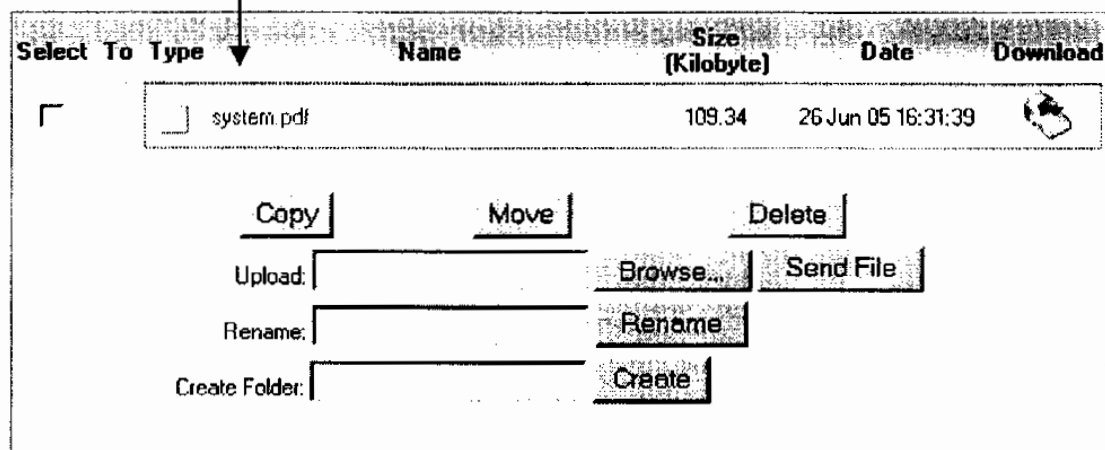 Select To Type Name Size (Kilobyte) Date Download
system.pdf 109.34 26 Jun 05 16:31:39
Copy Move Delete
Upload: Browse... Send File
Rename: Rename
Create Folder: Create